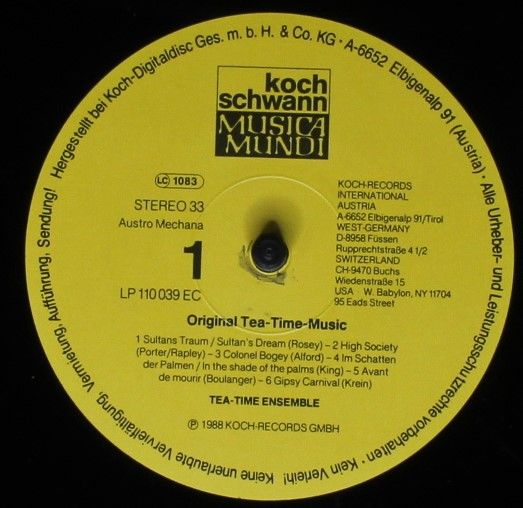 Hergestellt bei Koch-Digitaldisc Ges. m. b. H. & Co. KG · A-6652 Elbigenalp 91 (Austria) · Alle Urheber- und Leistungsschutzrechte vorbehalten · Kein Verleih! Keine unerlaubte Vervielfältigung, Vermietung, Aufführung, Sendung!
koch
schwann
MUSICA
MUNDI
LC 1083
STEREO 33
Austro Mechana
1
LP 110 039 EC
KOCH-RECORDS
INTERNATIONAL
AUSTRIA
A-6652 Elbigenalp 91/Tirol
WEST-GERMANY
D-8958 Füssen
Rupprechtstraße 4 1/2
SWITZERLAND
CH-9470 Buchs
Wiedenstraße 15
USA · W. Babylon, NY 11704
95 Eads Street
Original Tea-Time-Music
1 Sultans Traum / Sultan's Dream (Rosey) – 2 High Society
(Porter/Rapley) – 3 Colonel Bogey (Alford) – 4 Im Schatten
der Palmen / In the shade of the palms (King) – 5 Avant
de mourir (Boulanger) – 6 Gipsy Carnival (Krein)
TEA-TIME ENSEMBLE
℗ 1988 KOCH-RECORDS GMBH